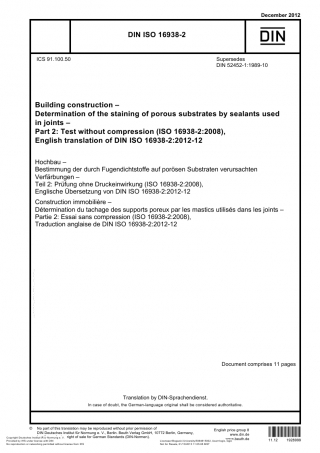 December 2012
DIN ISO 16938-2
DIN
ICS 91.100.50
Supersedes
DIN 52452-1:1989-10
Building construction –
Determination of the staining of porous substrates by sealants used
in joints –
Part 2: Test without compression (ISO 16938-2:2008),
English translation of DIN ISO 16938-2:2012-12
Hochbau –
Bestimmung der durch Fugendichtstoffe auf porösen Substraten verursachten
Verfärbungen –
Teil 2: Prüfung ohne Druckeinwirkung (ISO 16938-2:2008),
Englische Übersetzung von DIN ISO 16938-2:2012-12
Construction immobilière –
Détermination du tachage des supports poreux par les mastics utilisés dans les joints –
Partie 2: Essai sans compression (ISO 16938-2:2008),
Traduction anglaise de DIN ISO 16938-2:2012-12
Document comprises 11 pages
Translation by DIN-Sprachendienst.
In case of doubt, the German-language original shall be considered authoritative.
© No part of this translation may be reproduced without prior permission of
DIN Deutsches Institut für Normung e. V., Berlin. Beuth Verlag GmbH, 10772 Berlin, Germany,
right of sale for German Standards (DIN-Normen).
English price group 8
www.din.de
www.beuth.de
11.12